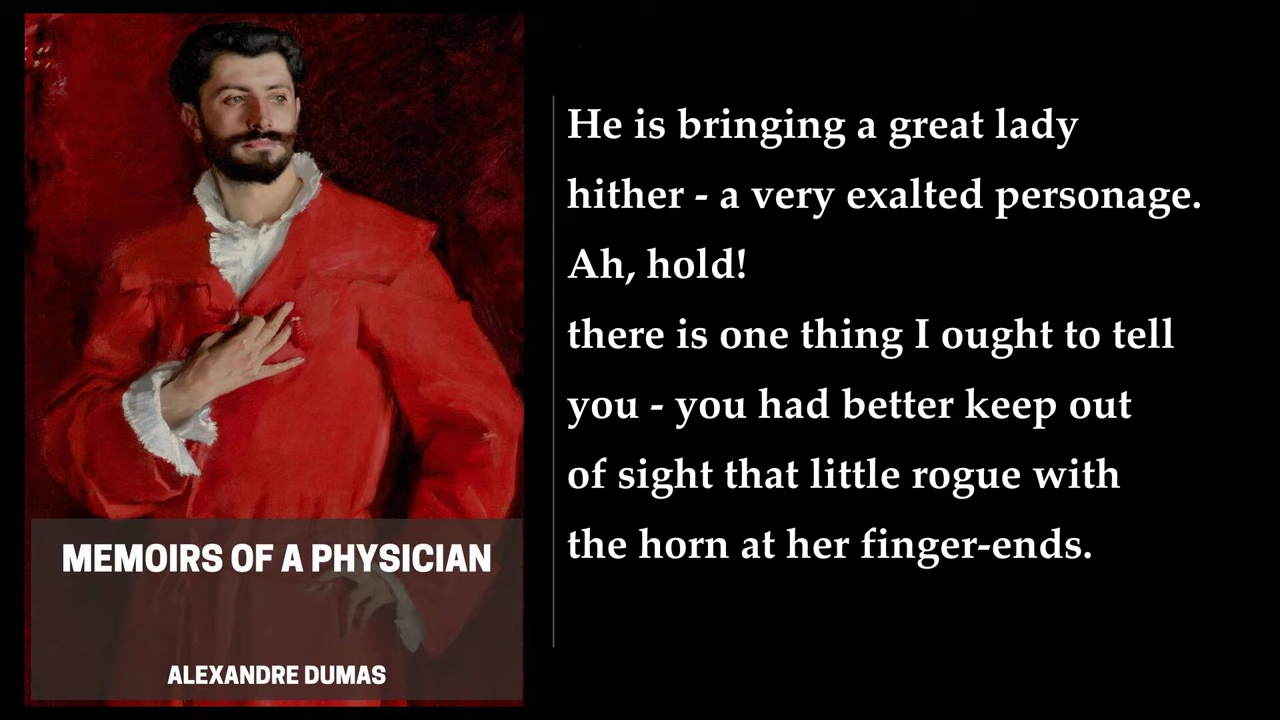 MEMOIRS OF A PHYSICIAN
ALEXANDRE DUMAS
He is bringing a great lady
hither - a very exalted personage.
Ah, hold!
there is one thing I ought to tell
you - you had better keep out
of sight that little rogue with
the horn at her finger-ends.